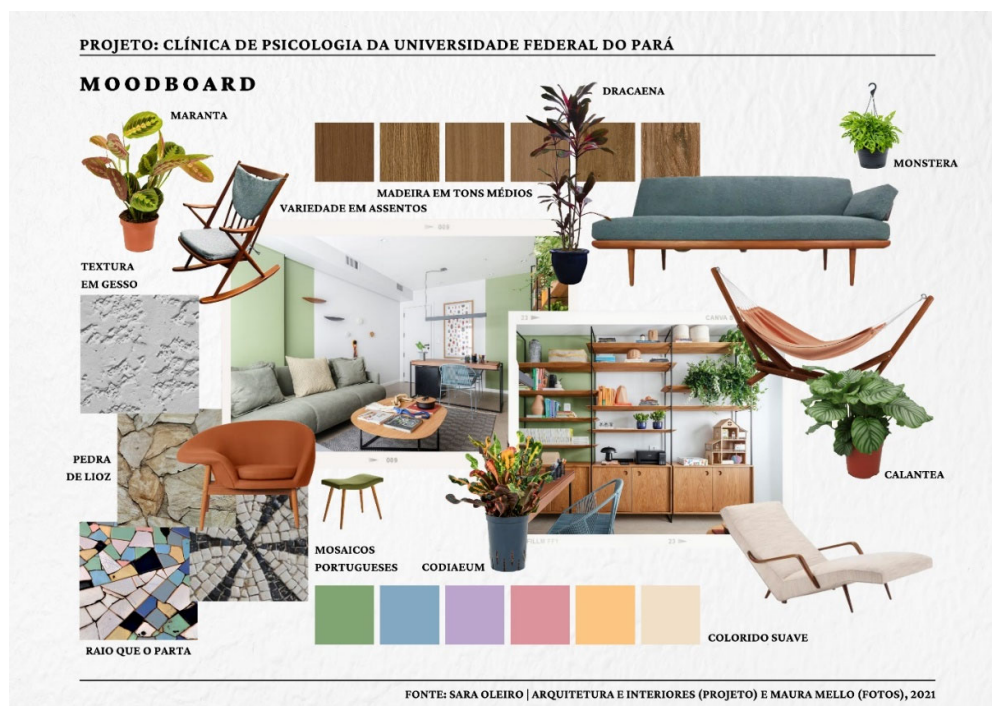 PROJETO: CLÍNICA DE PSICOLOGIA DA UNIVERSIDADE FEDERAL DO PARÁ
MOODBOARD
DRACAENA
MARANTA
MONSTERA
MADEIRA EM TONS MÉDIOS
VARIEDADE EM ASSENTOS
TEXTURA
EM GESSO
PEDRA
DE LIOZ
CALANTEA
MOSAICOS
PORTUGUESES
CODIAEUM
COLORIDO SUAVE
RAIO QUE O PARTA
FONTE: SARA OLEIRO | ARQUITETURA E INTERIORES (PROJETO) E MAURA MELLO (FOTOS), 2021